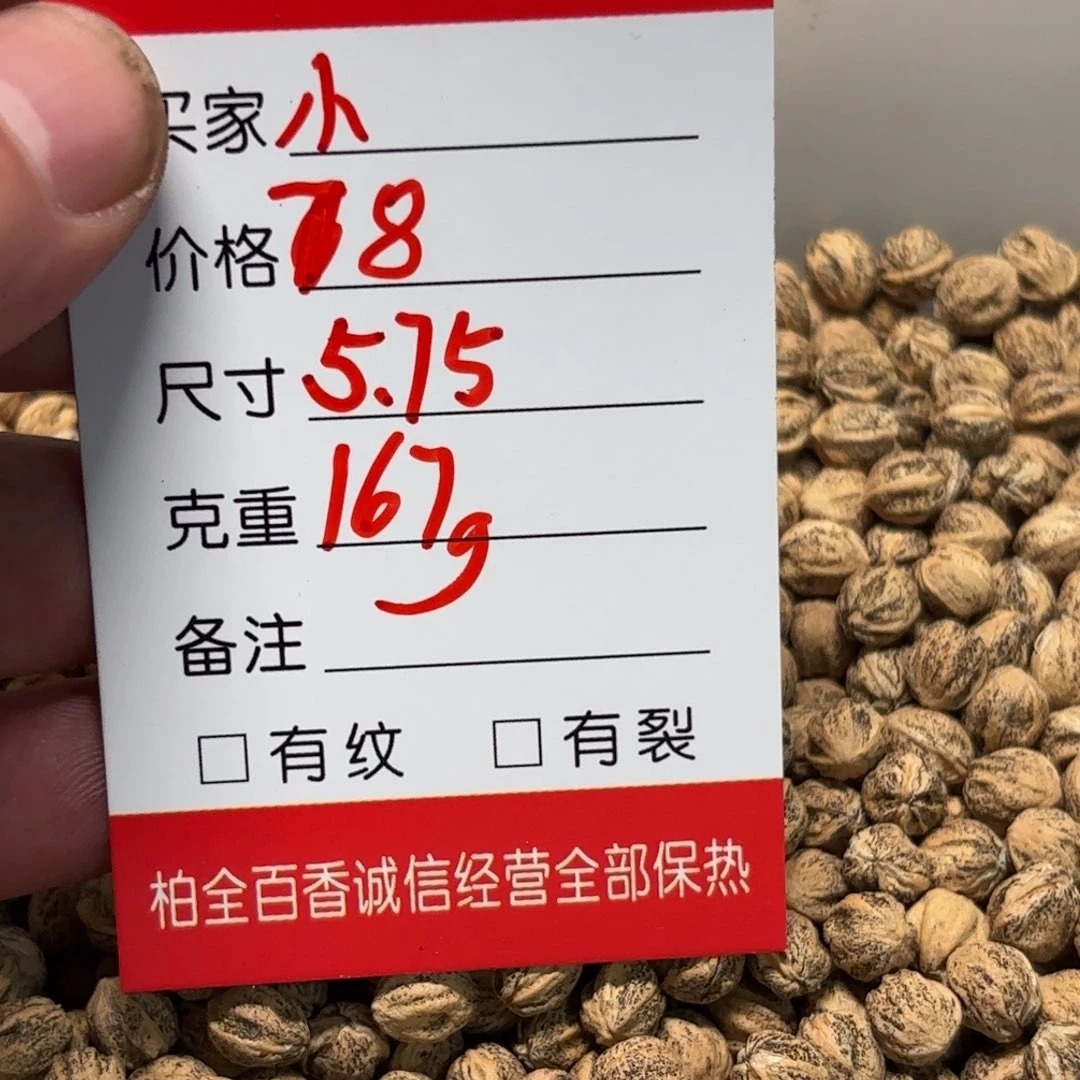 买家 小
价格 78
尺寸 5.75
克重 167g
备注
□有纹 □有裂
柏全百香诚信经营全部保热